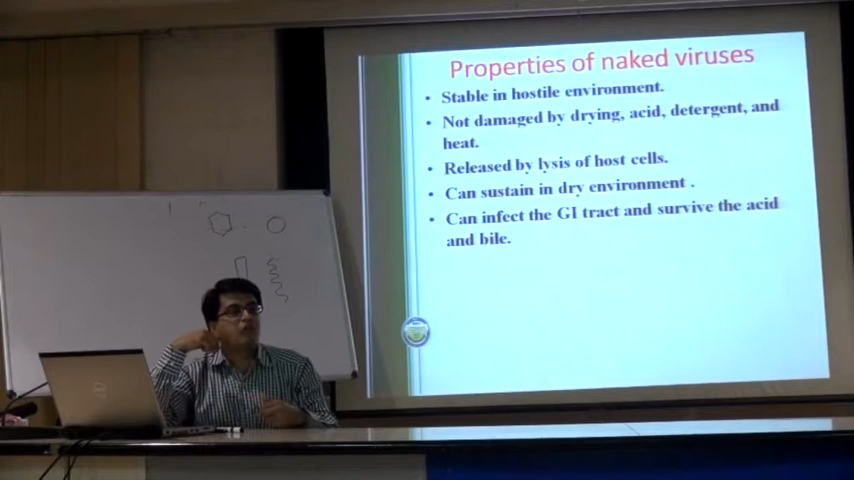 Properties of naked viruses
• Stable in hostile environment.
• Not damaged by drying, acid, detergent, and
heat.
• Released by lysis of host cells.
• Can sustain in dry environment .
• Can infect the GI tract and survive the acid
and bile.